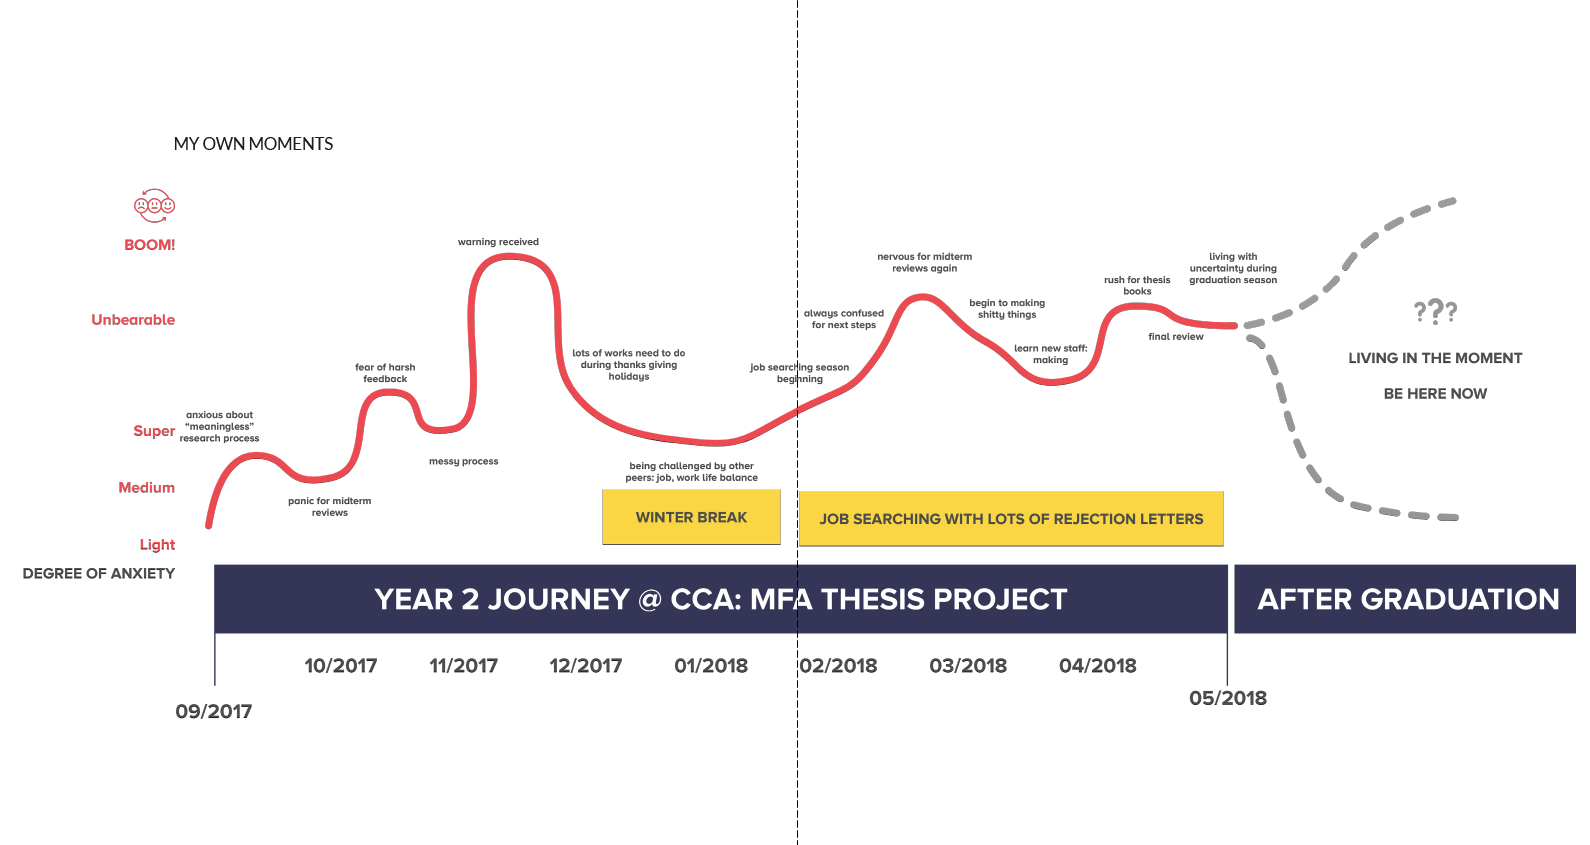 MY OWN MOMENTS
BOOM!
Unbearable
Super
Medium
Light
DEGREE OF ANXIETY
anxious about
“meaningless”
research process
panic for midterm
reviews
fear of harsh
feedback
messy process
warning received
lots of works need to do
during thanks giving
holidays
being challenged by other
peers: job, work life balance
job searching season
beginning
always confused
for next steps
nervous for midterm
reviews again
begin to making
shitty things
learn new staff:
making
rush for thesis
books
final review
living with
uncertainty during
graduation season
???
LIVING IN THE MOMENT
BE HERE NOW
WINTER BREAK
JOB SEARCHING WITH LOTS OF REJECTION LETTERS
YEAR 2 JOURNEY @ CCA: MFA THESIS PROJECT
AFTER GRADUATION
09/2017
10/2017
11/2017
12/2017
01/2018
02/2018
03/2018
04/2018
05/2018